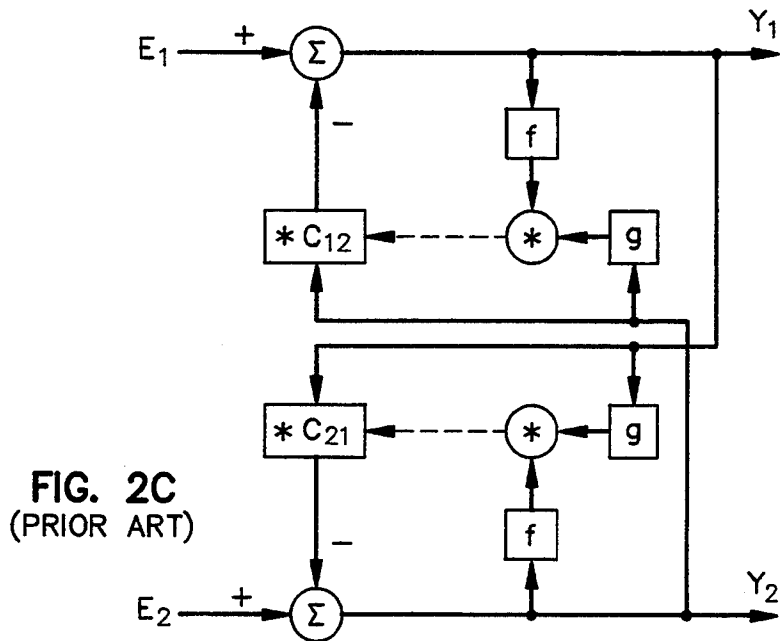 E1 + Σ Y1
−
f
* C12 * g
* C21 * g
FIG. 2C
(PRIOR ART)
f
−
E2 + Σ Y2